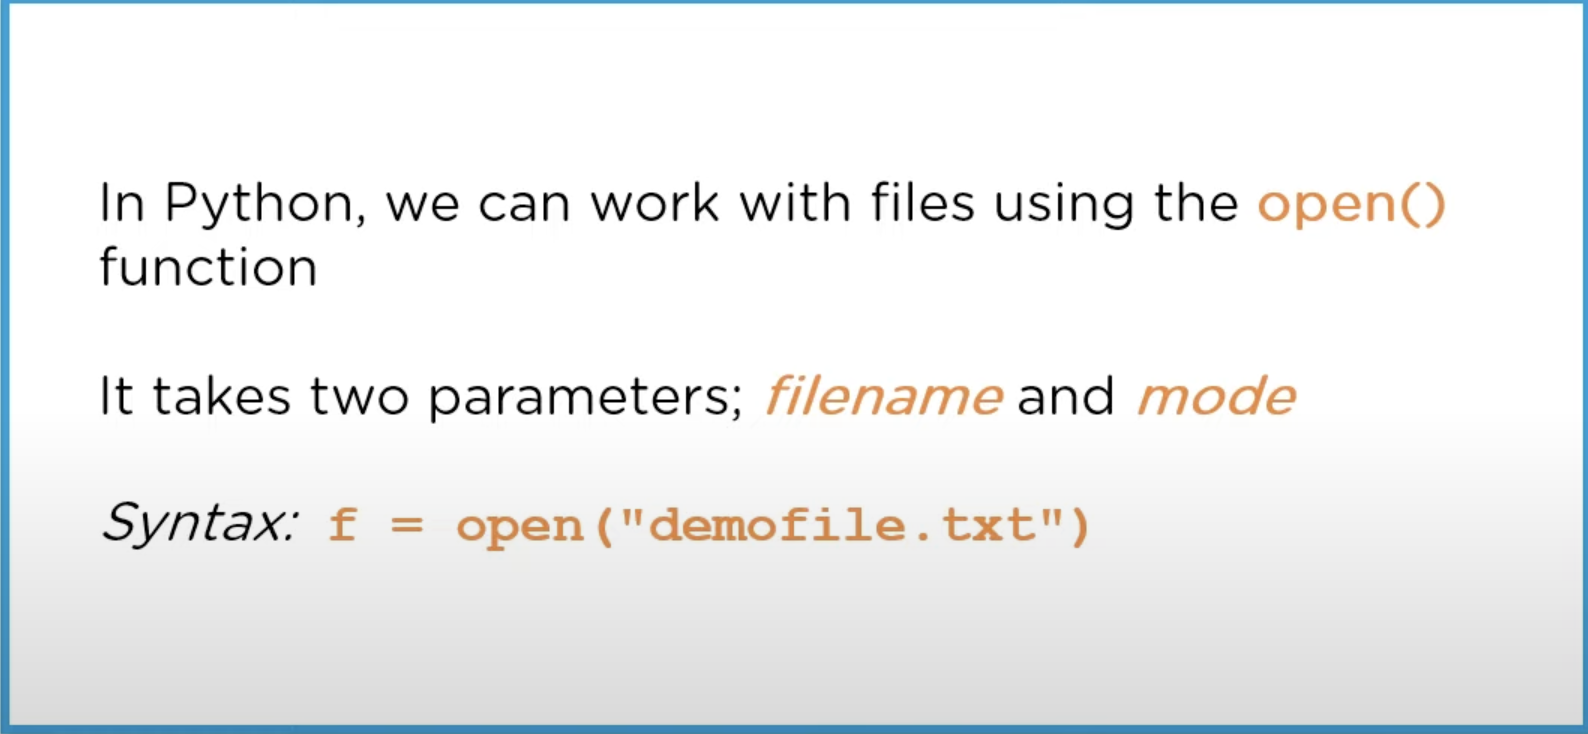 In Python, we can work with files using the open()
function
It takes two parameters; filename and mode
Syntax: f = open("demofile.txt")